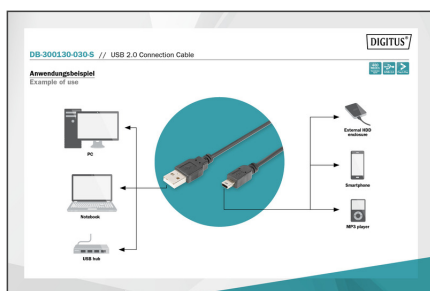 DIGITUS®
DB-300130-030-S // USB 2.0 Connection Cable
Anwendungsbeispiel
Example of use
PC
Notebook
USB hub
External HDD
enclosure
Smartphone
MP3 player